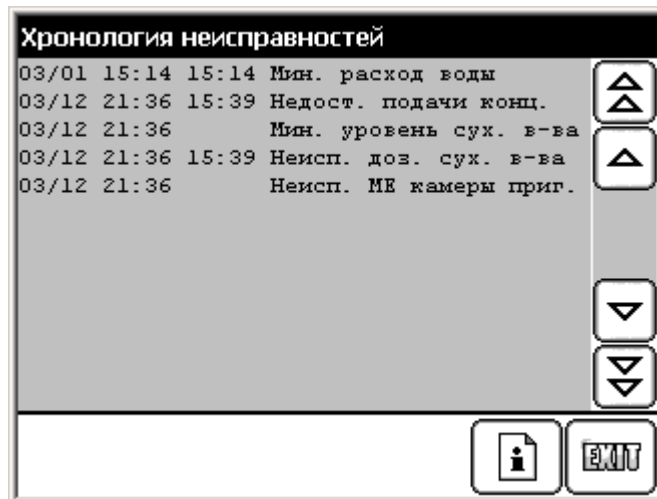 Хронология неисправностей
03/01 15:14 15:14 Мин. расход воды
03/12 21:36 15:39 Недост. подачи конц.
03/12 21:36 Мин. уровень сух. в-ва
03/12 21:36 15:39 Неисп. доз. сух. в-ва
03/12 21:36 Неисп. МЕ камеры приг.
EXIT